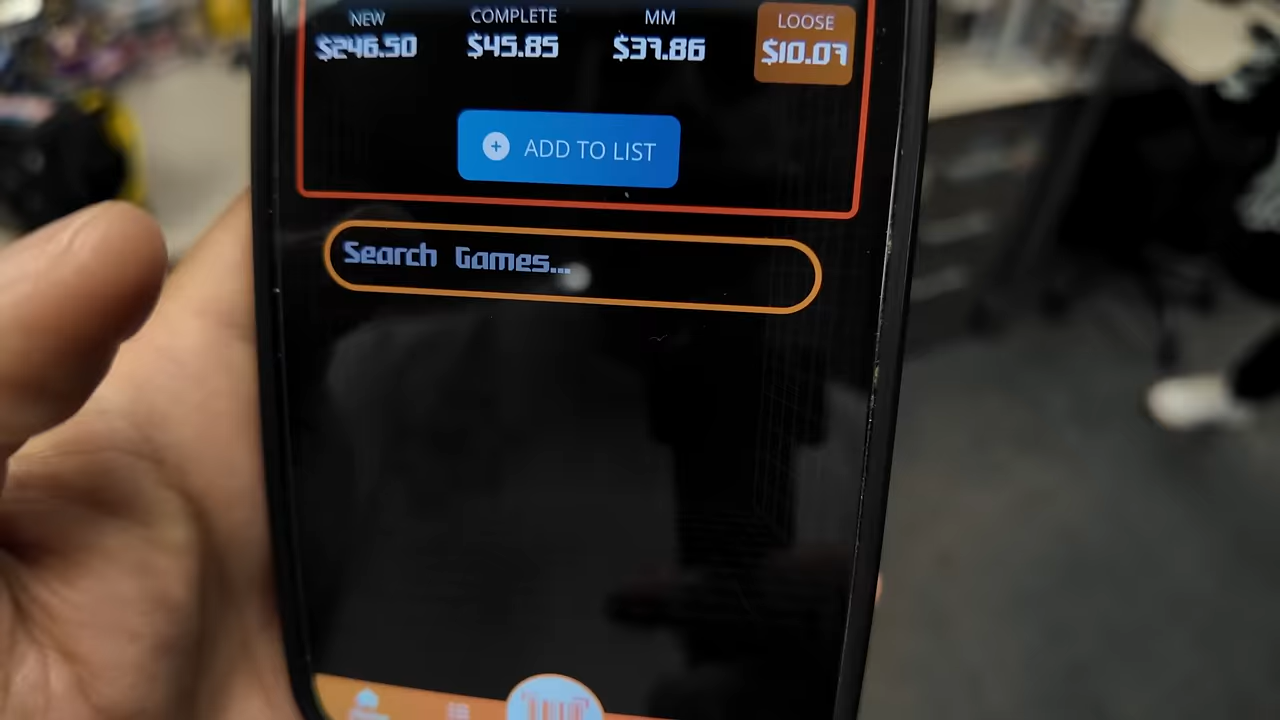 NEW COMPLETE MM LOOSE
$246.50 $45.85 $37.86 $10.07
ADD TO LIST
Search Games...